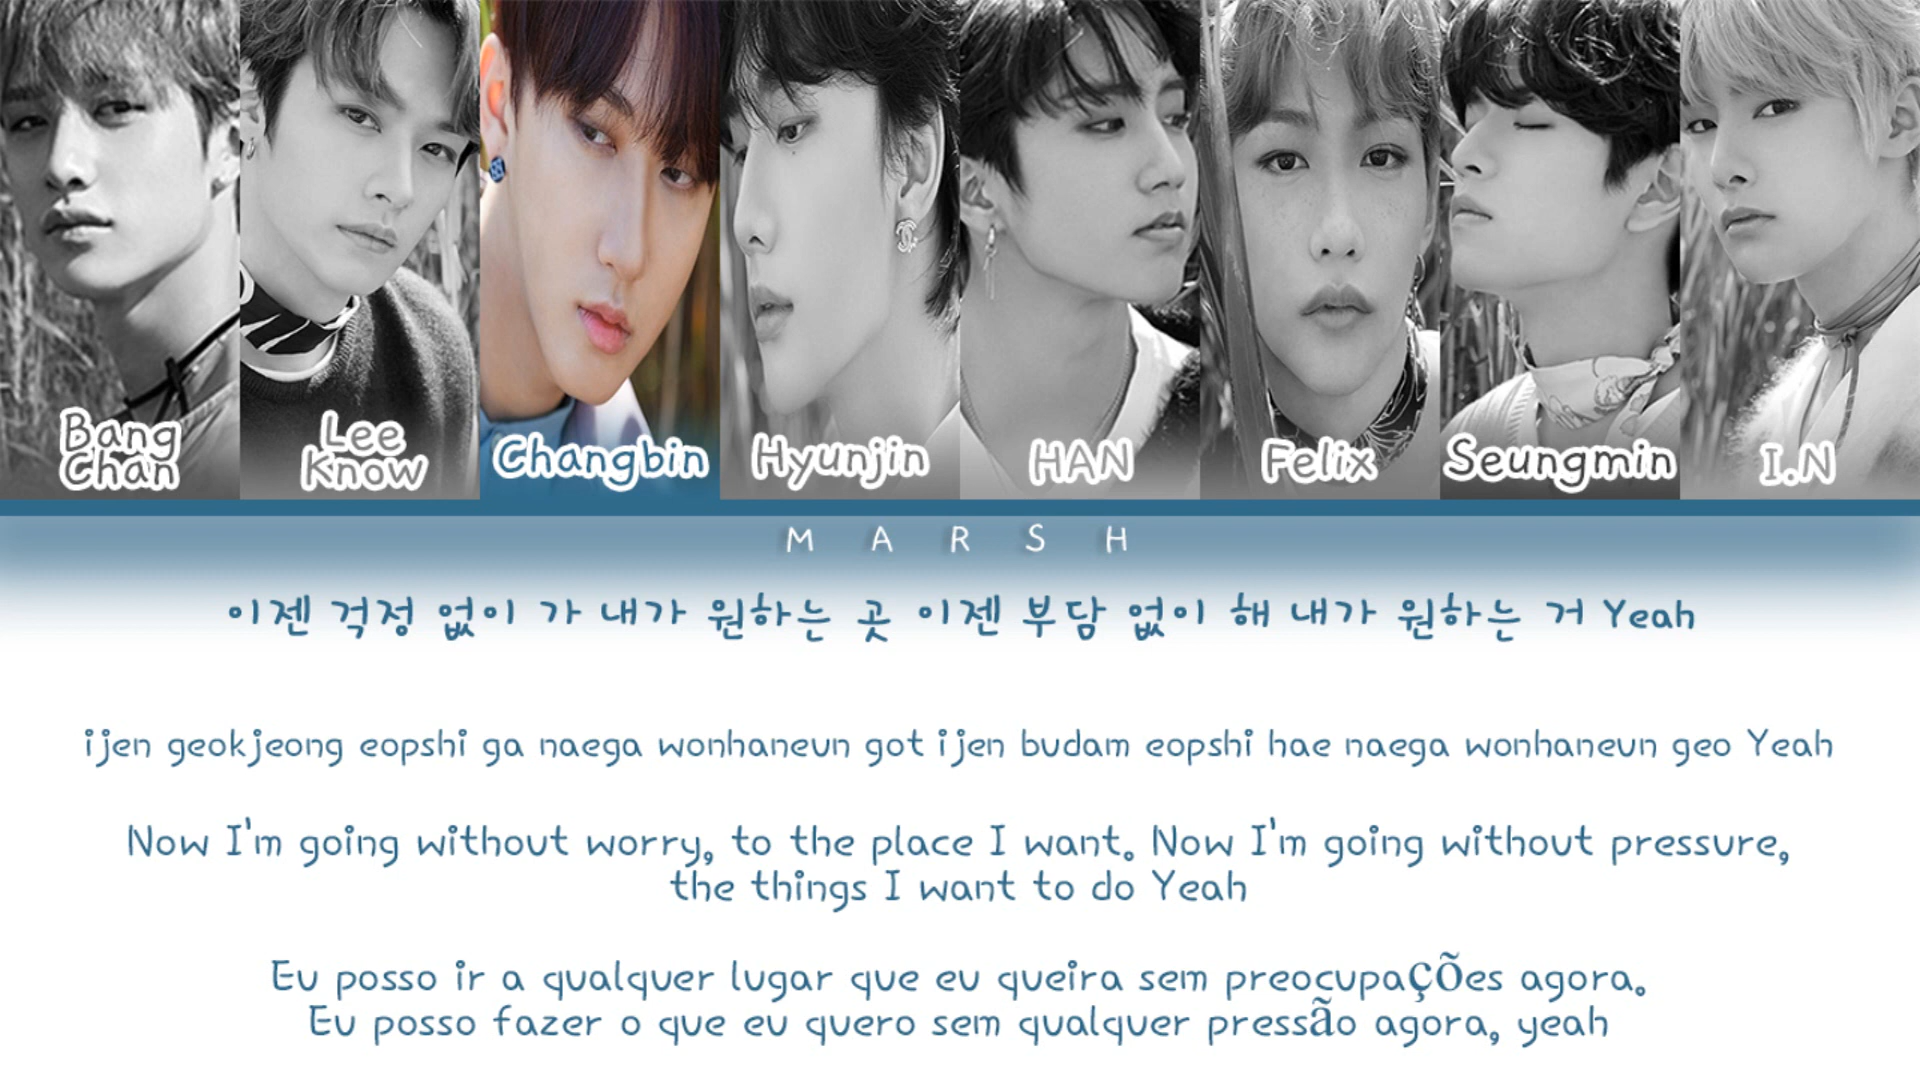 Bang
Chan
Lee
Know
Changbin
Hyunjin
HAN
Felix
Seungmin
I.N
MARSH
이젠 걱정 없이 가 내가 원하는 곳 이젠 부담 없이 해 내가 원하는 거 Yeah
ijen geokjeong eopshi ga naega wonhaneun got ijen budam eopshi hae naega wonhaneun geo Yeah
Now I'm going without worry, to the place I want. Now I'm going without pressure,
the things I want to do Yeah
Eu posso ir a qualquer lugar que eu queira sem preocupações agora.
Eu posso fazer o que eu quero sem qualquer pressão agora, yeah